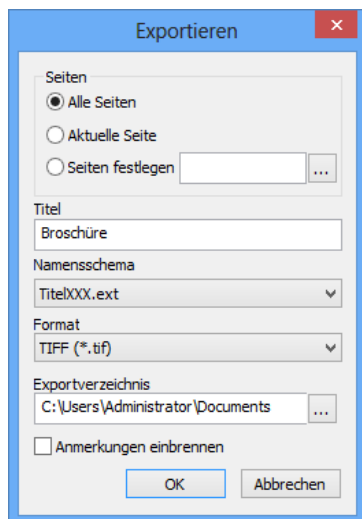 Exportieren
Seiten
Alle Seiten
Aktuelle Seite
Seiten festlegen
...
Titel
Broschüre
Namensschema
TitelXXX.ext
Format
TIFF (*.tif)
Exportverzeichnis
C:\Users\Administrator\Documents
...
Anmerkungen einbrennen
OK
Abbrechen